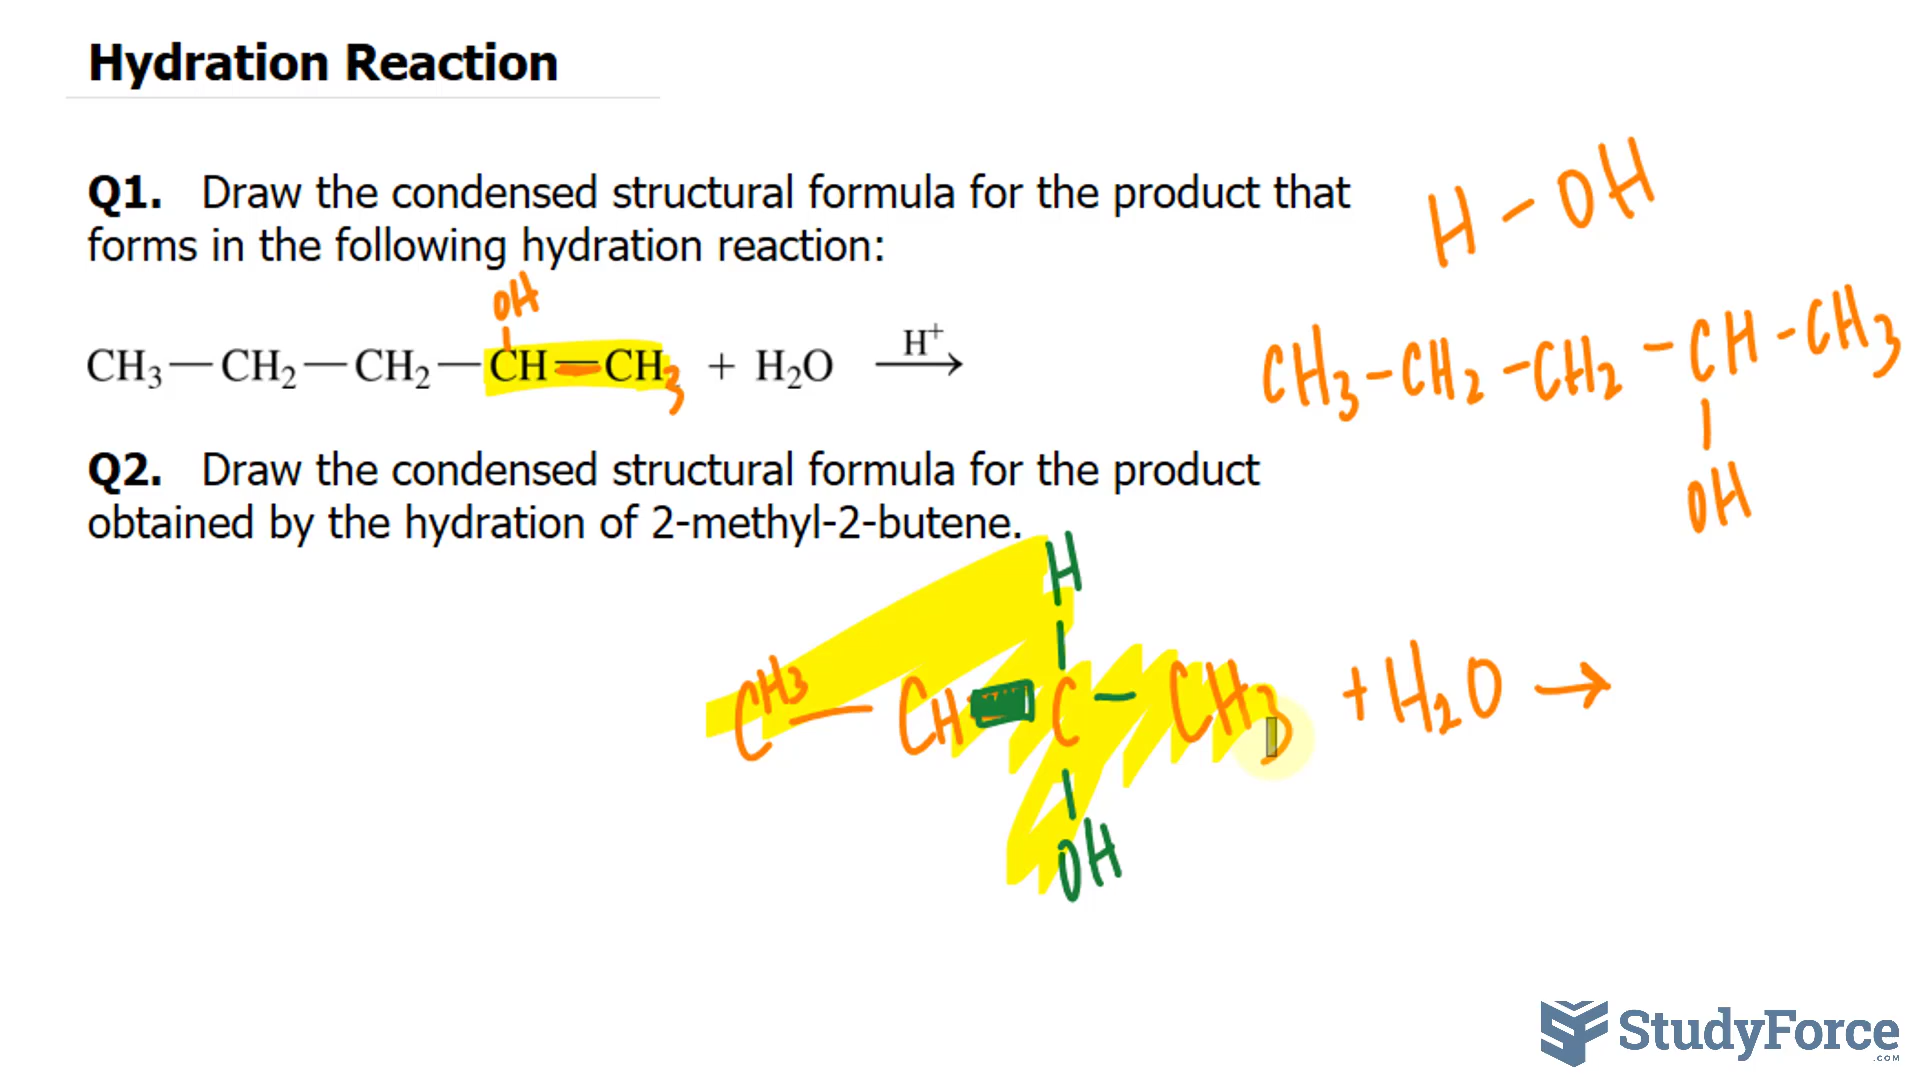 Hydration Reaction
H-OH
Q1. Draw the condensed structural formula for the product that
forms in the following hydration reaction:
OH
CH₃—CH₂—CH₂—CH=CH₃ + H₂O H⁺→
CH₃-CH₂-CH₂-CH-CH₃
OH
Q2. Draw the condensed structural formula for the product
obtained by the hydration of 2-methyl-2-butene.
H
CH₃—CH=C-CH₃ + H₂O →
OH
StudyForce
.COM